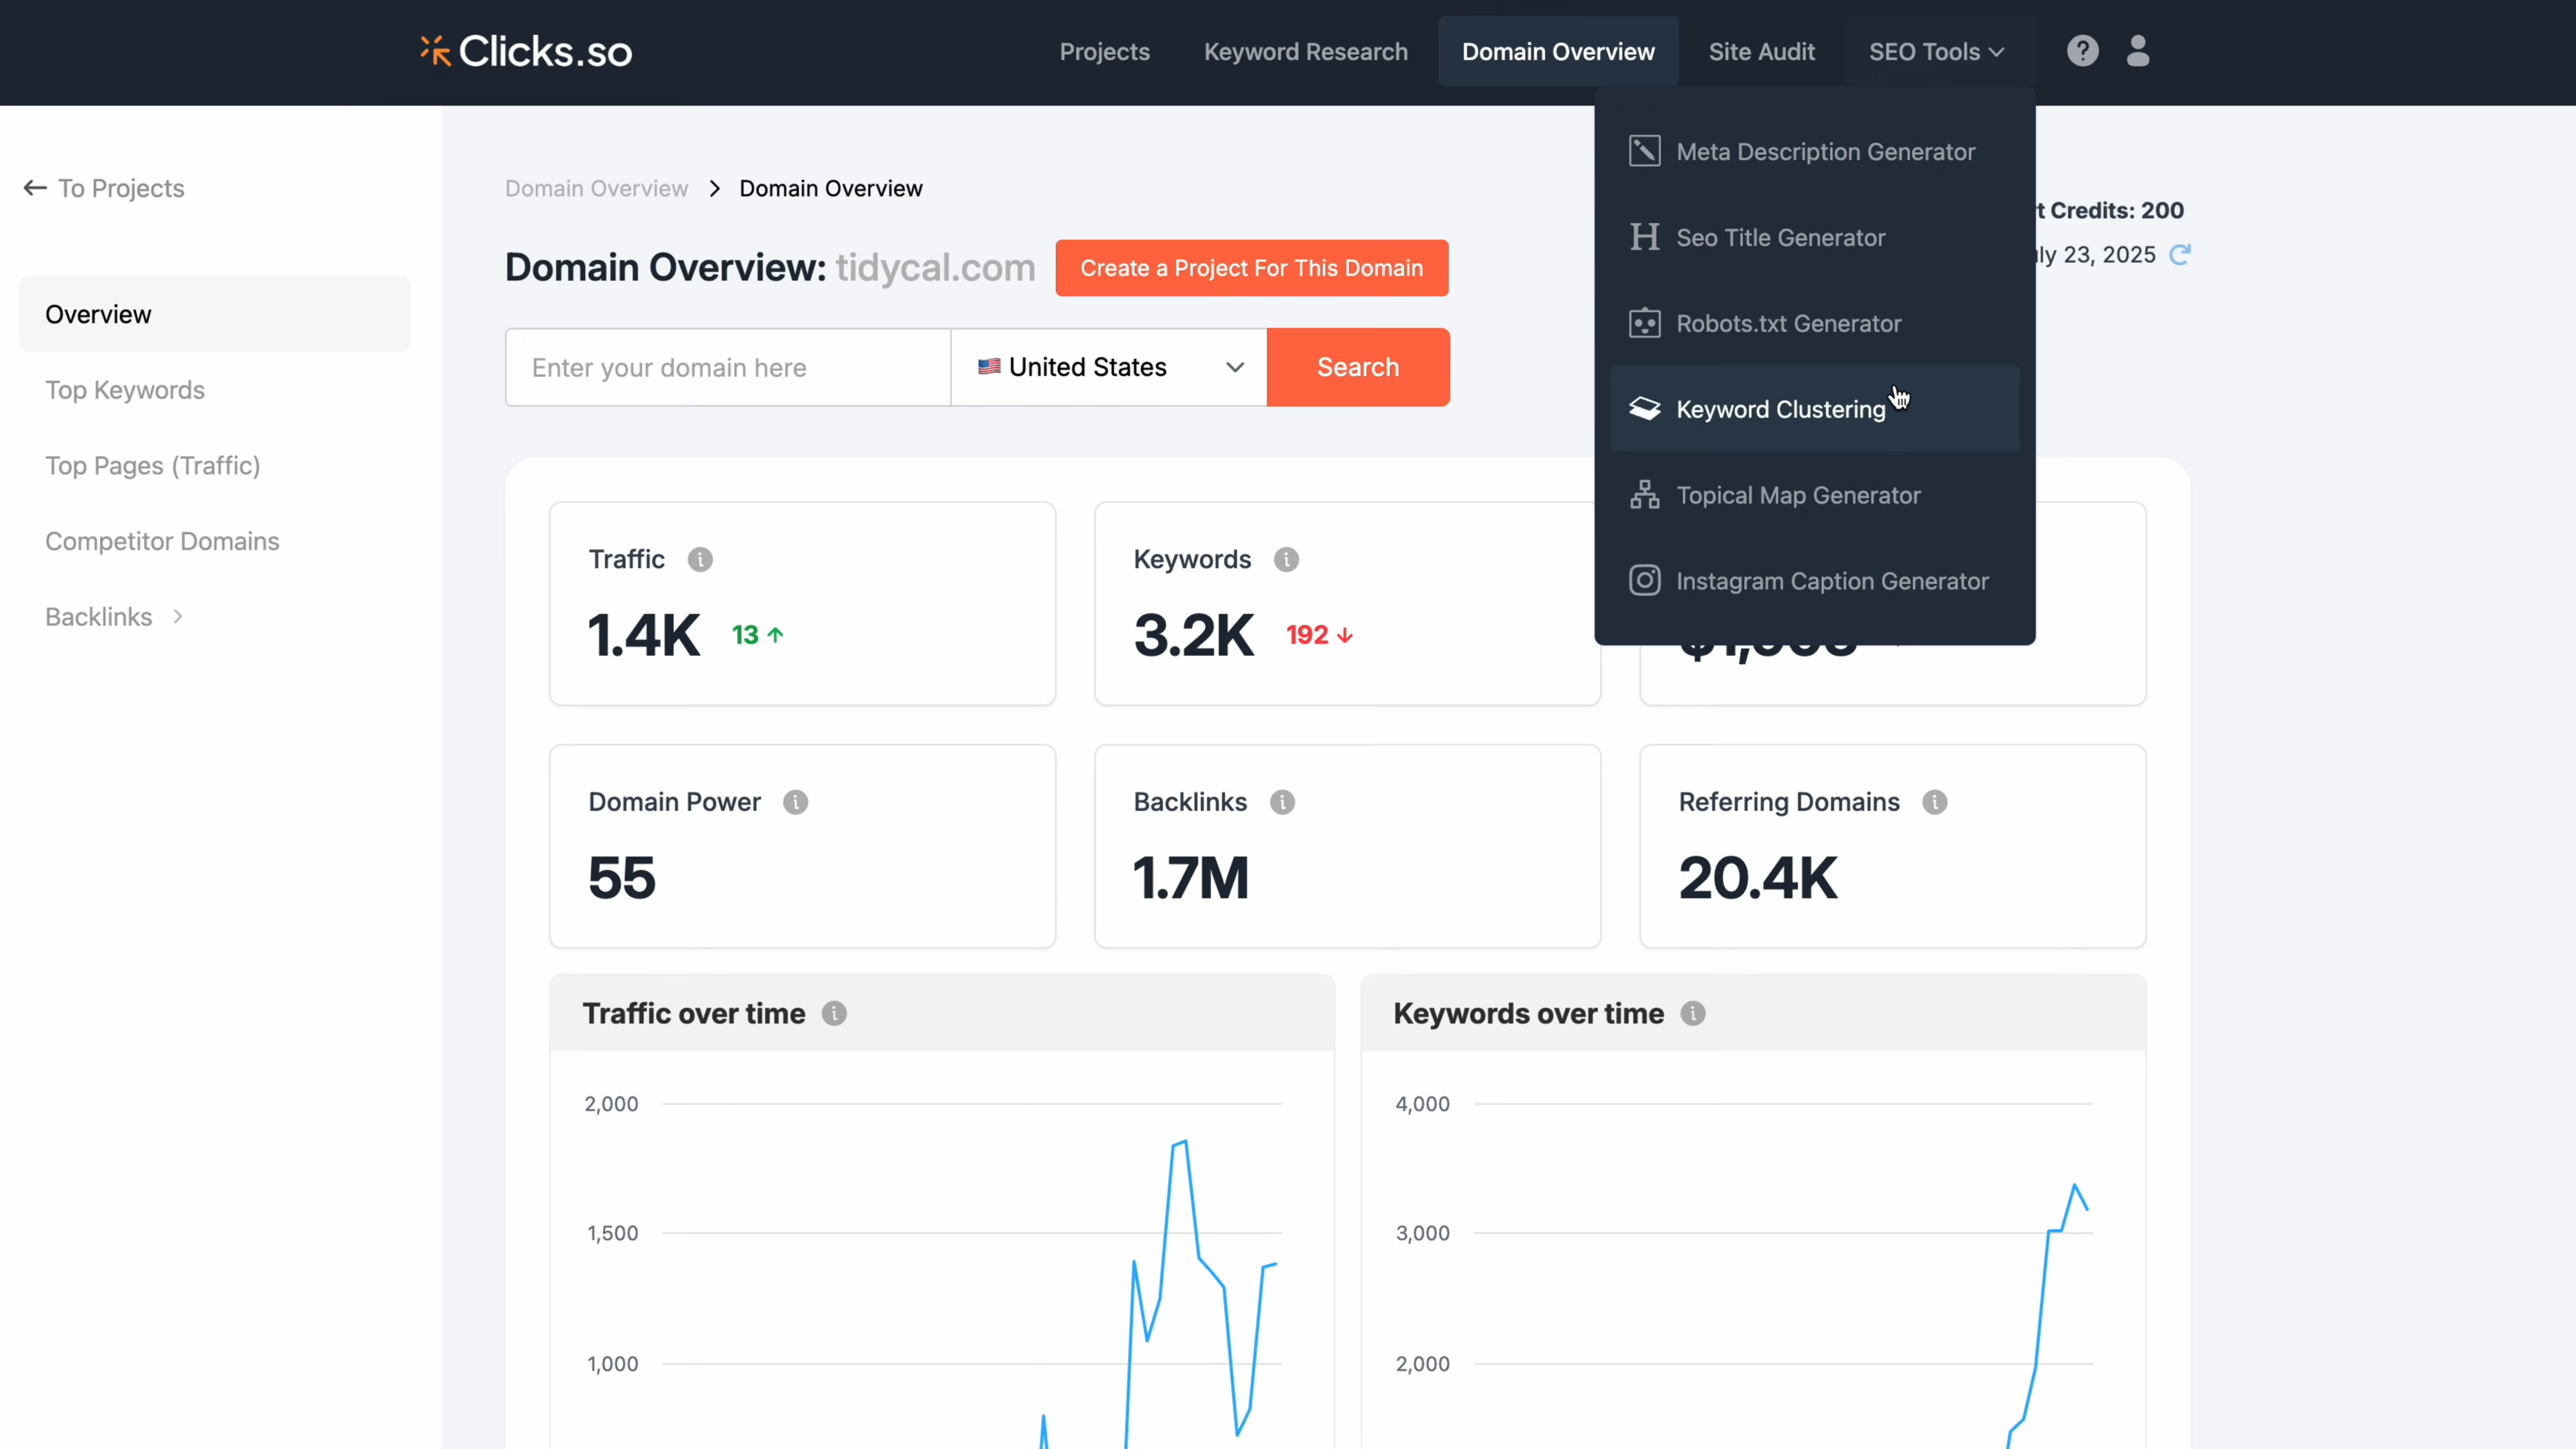 Clicks.so
Projects
Keyword Research
Domain Overview
Site Audit
SEO Tools
Meta Description Generator
Seo Title Generator
Robots.txt Generator
Keyword Clustering
Topical Map Generator
Instagram Caption Generator
To Projects
Overview
Top Keywords
Top Pages (Traffic)
Competitor Domains
Backlinks
Domain Overview > Domain Overview
t Credits: 200
ly 23, 2025
Domain Overview: tidycal.com
Create a Project For This Domain
Enter your domain here
United States
Search
Traffic
1.4K 13
Keywords
3.2K 192
Domain Power
55
Backlinks
1.7M
Referring Domains
20.4K
Traffic over time
2,000
1,500
1,000
Keywords over time
4,000
3,000
2,000